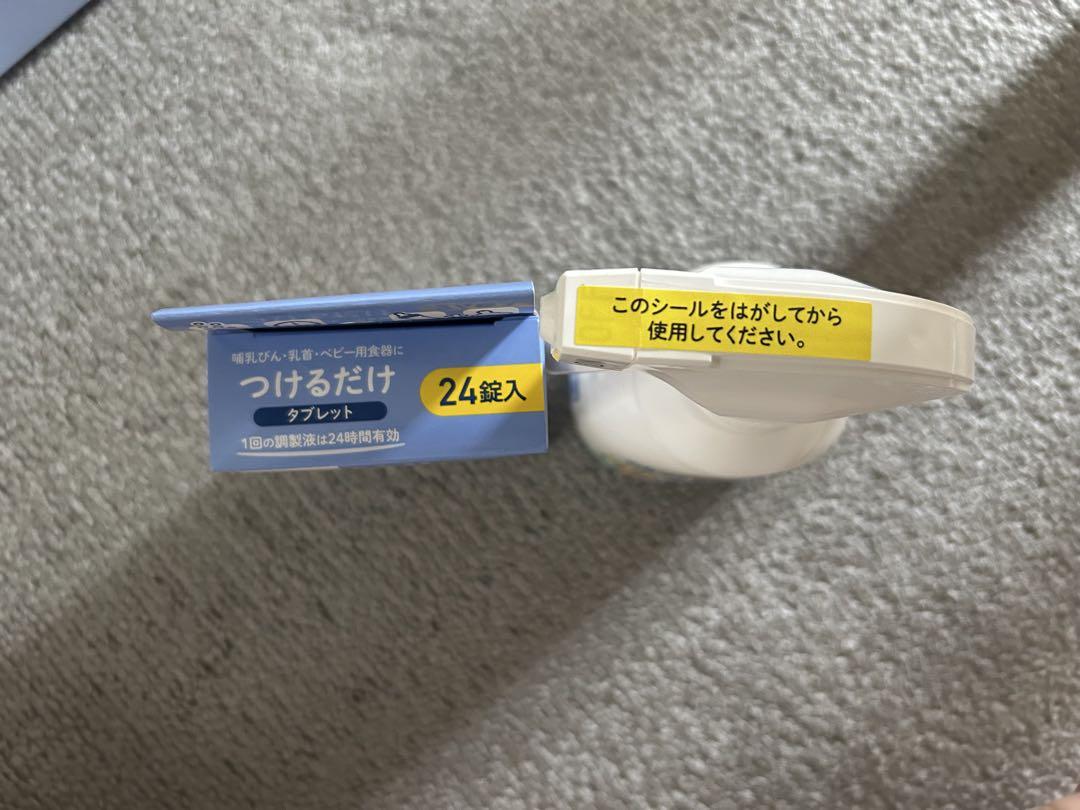 哺乳びん・乳首・ベビー用食器に
つけるだけ
タブレット
1回の調製液は24時間有効
24錠入
このシールをはがしてから
使用してください。